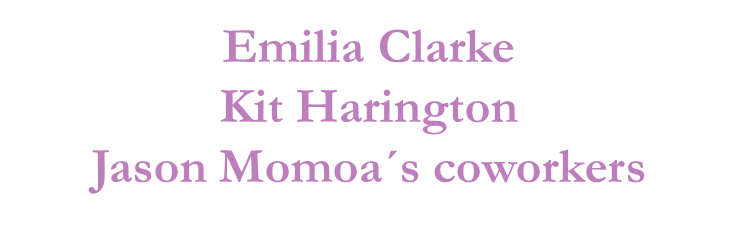 Emilia Clarke
Kit Harington
Jason Momoa´s coworkers